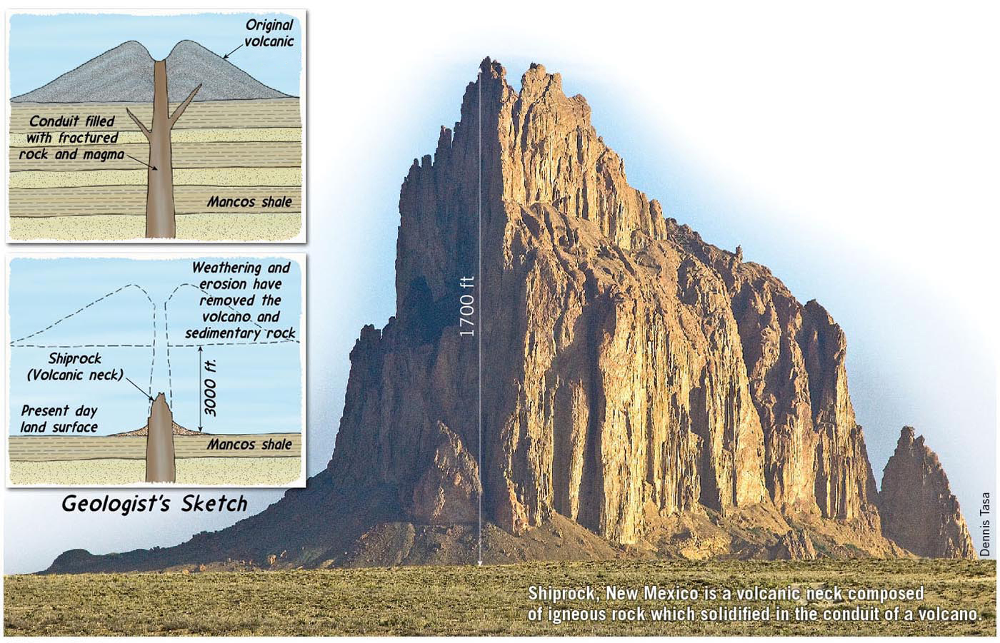 Original
volcanic
Conduit filled
with fractured
rock and magma
Mancos shale
Weathering and
erosion have
removed the
volcano and
sedimentary rock
Shiprock
(Volcanic neck)
3000 ft.
Present day
land surface
Mancos shale
Geologist's Sketch
1700 ft
Dennis Tasa
Shiprock, New Mexico is a volcanic neck composed
of igneous rock which solidified in the conduit of a volcano.